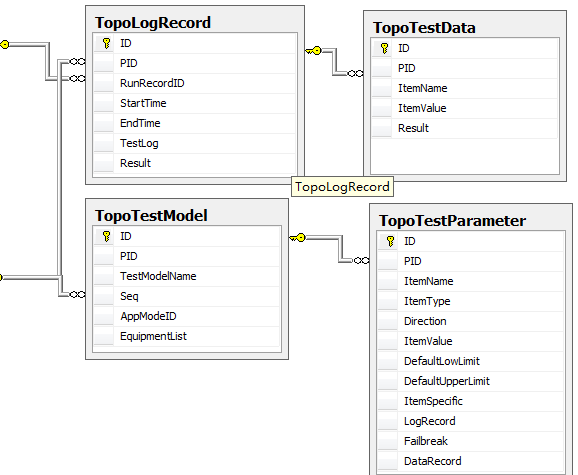 TopoLogRecord
ID
PID
RunRecordID
StartTime
EndTime
TestLog
Result
TopoTestData
ID
PID
ItemName
ItemValue
Result
TopoLogRecord
TopoTestModel
ID
PID
TestModelName
Seq
AppModeID
EquipmentList
TopoTestParameter
ID
PID
ItemName
ItemType
Direction
ItemValue
DefaultLowLimit
DefaultUpperLimit
ItemSpecific
LogRecord
Failbreak
DataRecord